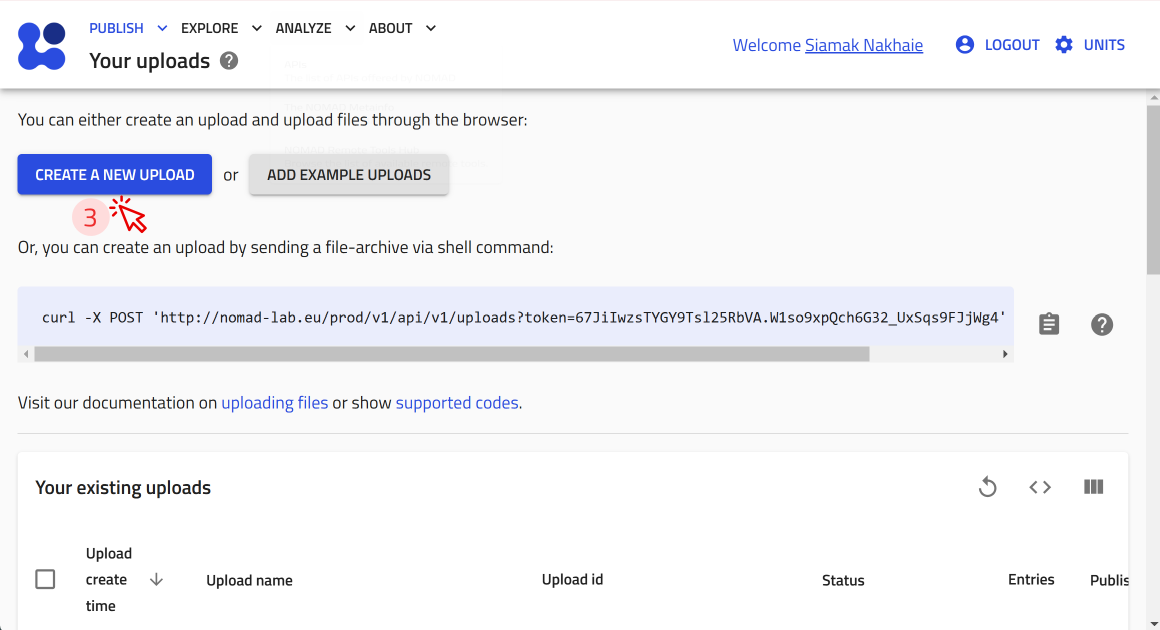 PUBLISH EXPLORE ANALYZE ABOUT
Your uploads ?
Welcome Siamak Nakhaie LOGOUT UNITS
You can either create an upload and upload files through the browser:
CREATE A NEW UPLOAD or ADD EXAMPLE UPLOADS
3
Or, you can create an upload by sending a file-archive via shell command:
curl -X POST 'http://nomad-lab.eu/prod/v1/api/v1/uploads?token=67JiIwzsTYGY9Tsl25RbVA.W1so9xpQch6G32_UxSqs9FJjWg4'
?
Visit our documentation on uploading files or show supported codes.
Your existing uploads
Upload create time
Upload name
Upload id
Status
Entries
Publis